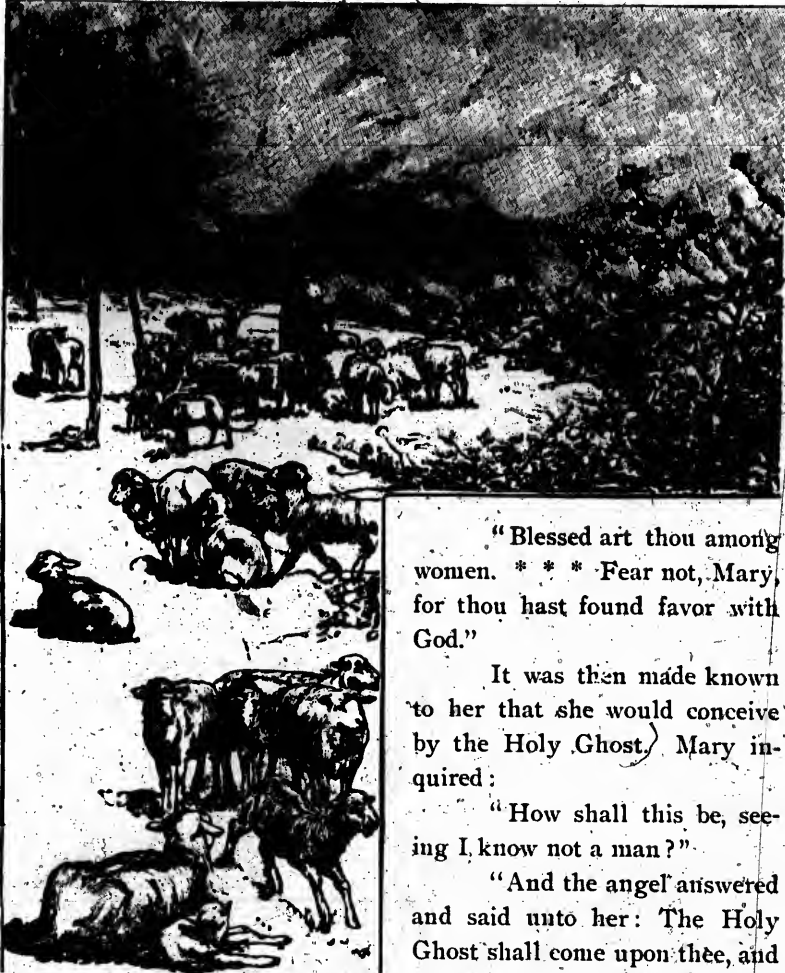 "Blessed art thou among
women. * * * Fear not, Mary,
for thou hast found favor with
God."
It was then made known
to her that she would conceive
by the Holy Ghost. Mary in-
quired:
"How shall this be, see-
ing I know not a man?"
"And the angel answered
and said unto her: The Holy
Ghost shall come upon thee, and